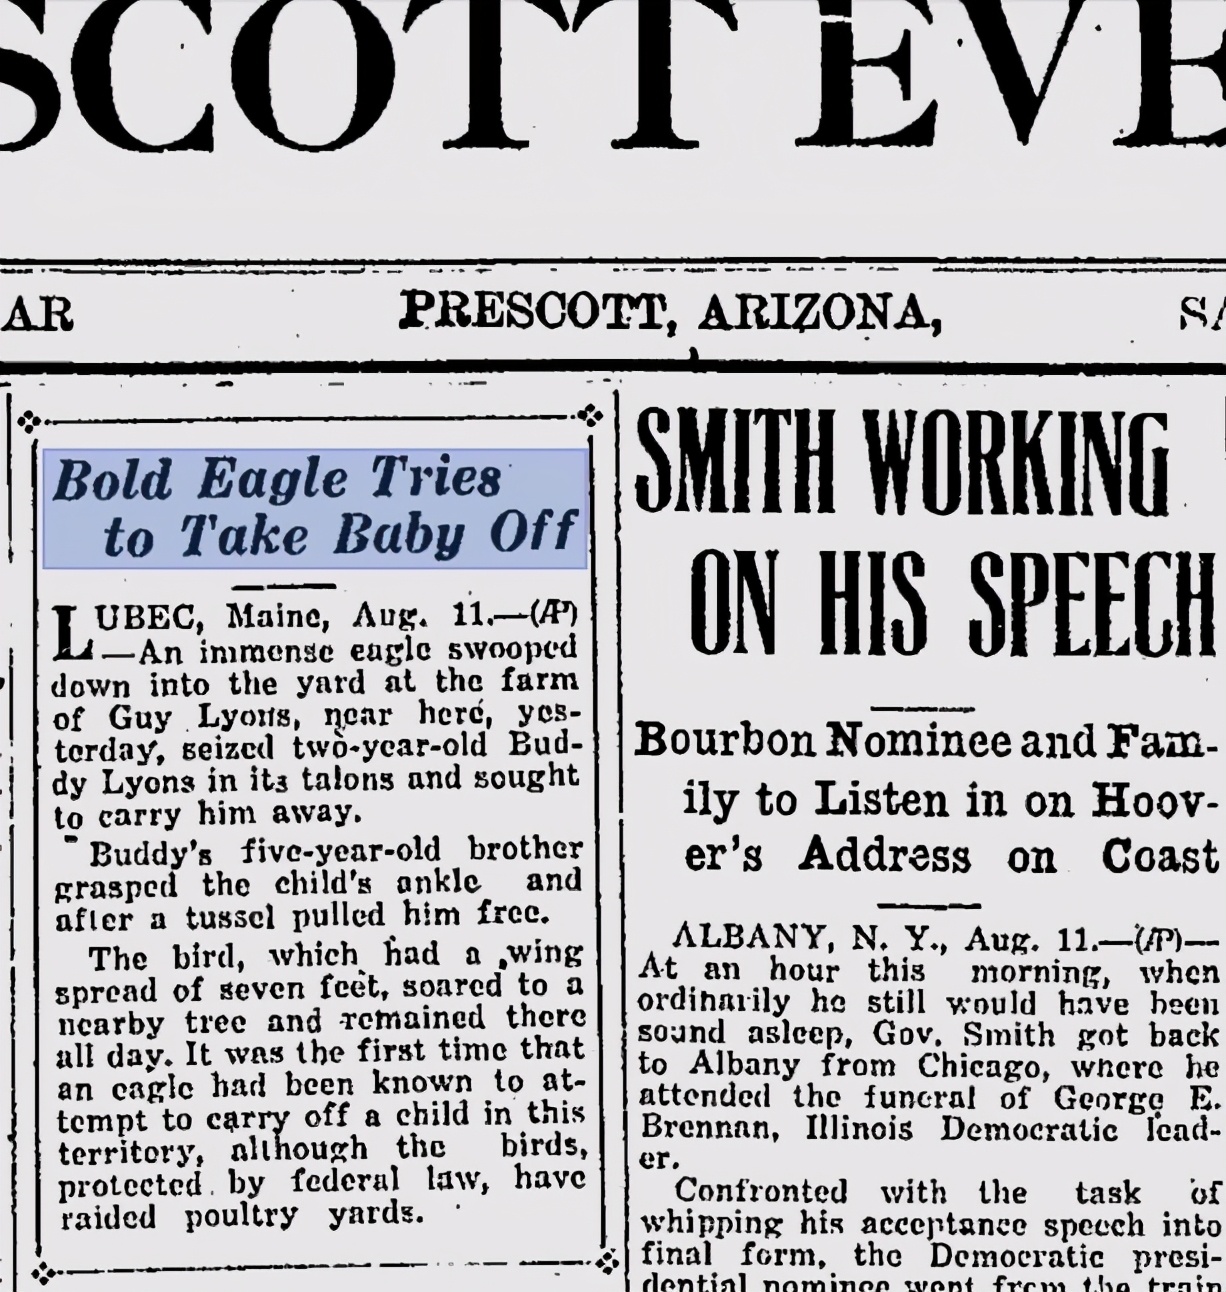 SCOTT EVE
AR
PRESCOTT, ARIZONA,
SA
Bold Eagle Tries
to Take Baby Off
LUBEC, Maine, Aug. 11.—(AP)
—An immense eagle swooped
down into the yard at the farm
of Guy Lyons, near here, yes-
terday, seized two-year-old Bud-
dy Lyons in its talons and sought
to carry him away.
Buddy's five-year-old brother
grasped the child's ankle and
after a tussel pulled him free.
The bird, which had a wing
spread of seven feet, soared to a
nearby tree and remained there
all day. It was the first time that
an eagle had been known to at-
tempt to carry off a child in this
territory, although the birds,
protected by federal law, have
raided poultry yards.
SMITH WORKING
ON HIS SPEECH
Bourbon Nominee and Fam-
ily to Listen in on Hoov-
er's Address on Coast
ALBANY, N. Y., Aug. 11.—(AP)—
At an hour this morning, when
ordinarily he still would have been
sound asleep, Gov. Smith got back
to Albany from Chicago, where he
attended the funeral of George E.
Brennan, Illinois Democratic lead-
er.
Confronted with the task of
whipping his acceptance speech into
final form, the Democratic presi-
dential nominee went from the train